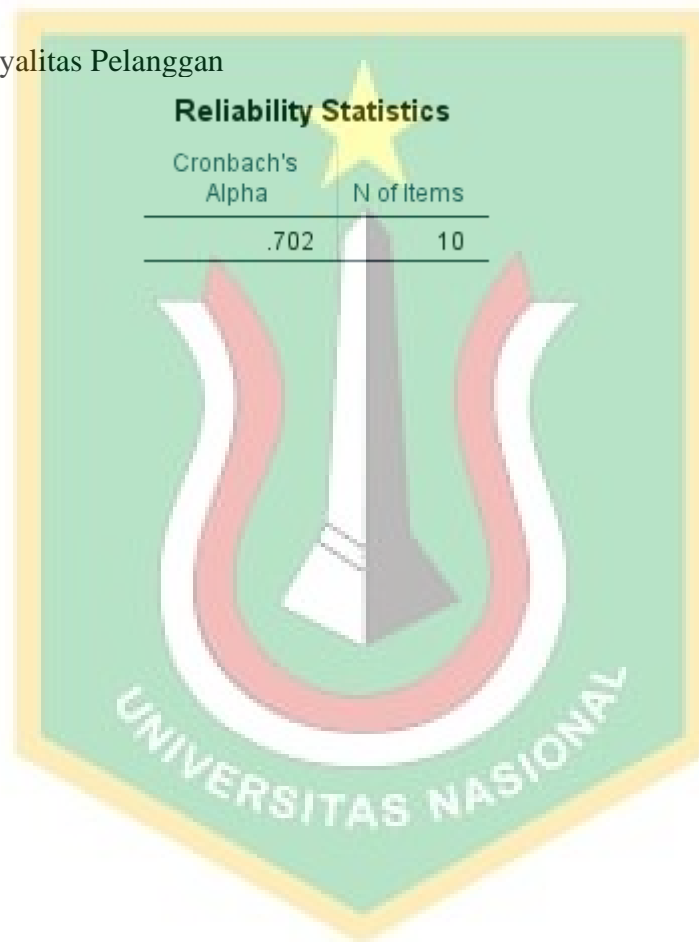 yalitas Pelanggan
Reliability Statistics
Cronbach's
Alpha N of Items
.702 10
UNIVERSITAS NASIONAL